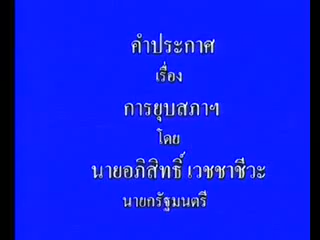 คำประกาศ
เรื่อง
การยุบสภาฯ
โดย
นายอภิสิทธิ์ เวชชาชีวะ
นายกรัฐมนตรี